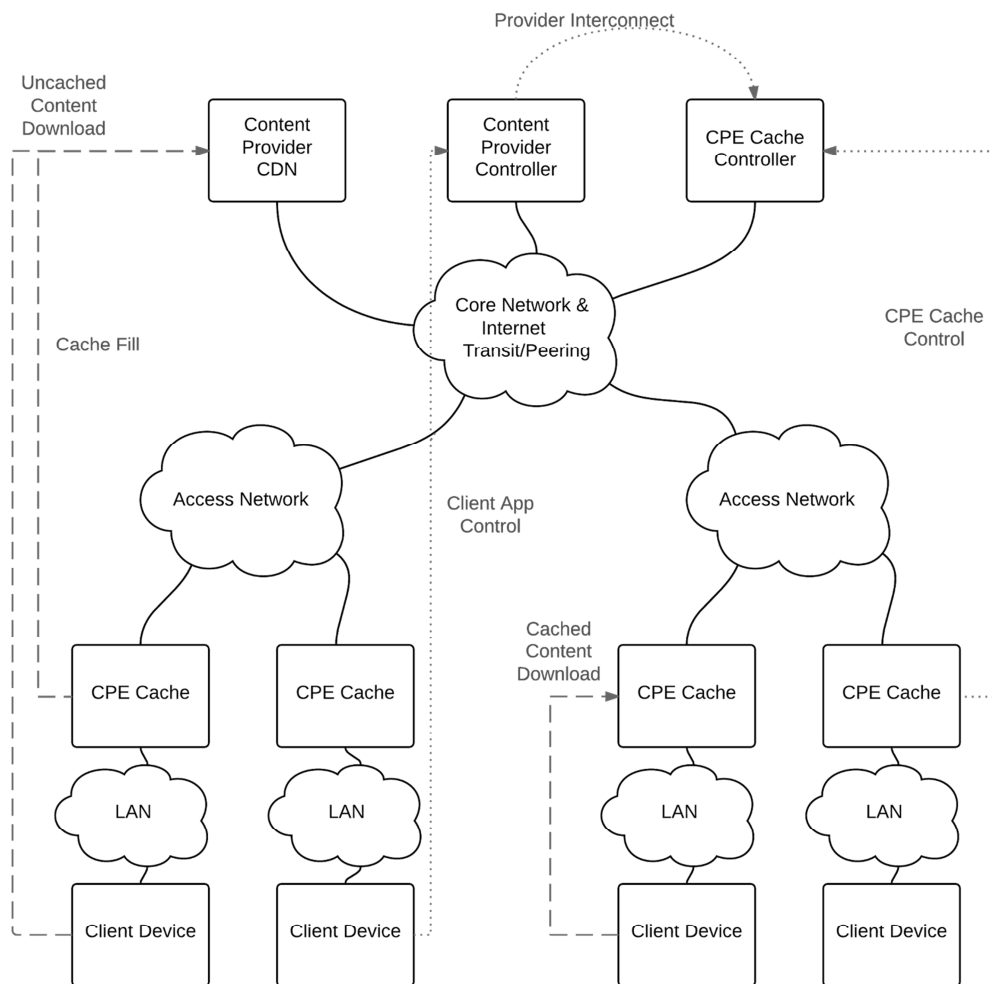 Provider Interconnect
Uncached
Content
Download
Content
Provider
CDN
Content
Provider
Controller
CPE Cache
Controller
Core Network &
Internet
Transit/Peering
Cache Fill
CPE Cache
Control
Access Network
Client App
Control
Access Network
Cached
Content
Download
CPE Cache
CPE Cache
CPE Cache
CPE Cache
LAN
LAN
LAN
LAN
Client Device
Client Device
Client Device
Client Device